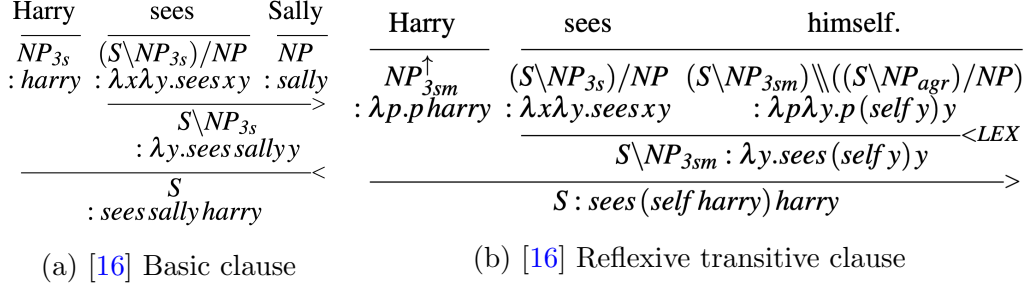 Harry sees Sally
NP3s (S\NP3s)/NP NP
: harry : λxλy.sees x y : sally
>
S\NP3s
: λy.sees sally y
<
S
: sees sally harry
(a) [16] Basic clause
Harry sees himself.
NP↑3sm (S\NP3s)/NP (S\NP3sm)\\((S\NPagr)/NP)
: λp.p harry : λxλy.sees x y : λpλy.p (self y) y
<LEX
S\NP3sm : λy.sees (self y) y
>
S : sees (self harry) harry
(b) [16] Reflexive transitive clause